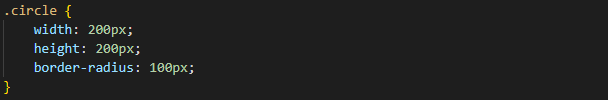 .circle {
    width: 200px;
    height: 200px;
    border-radius: 100px;
}